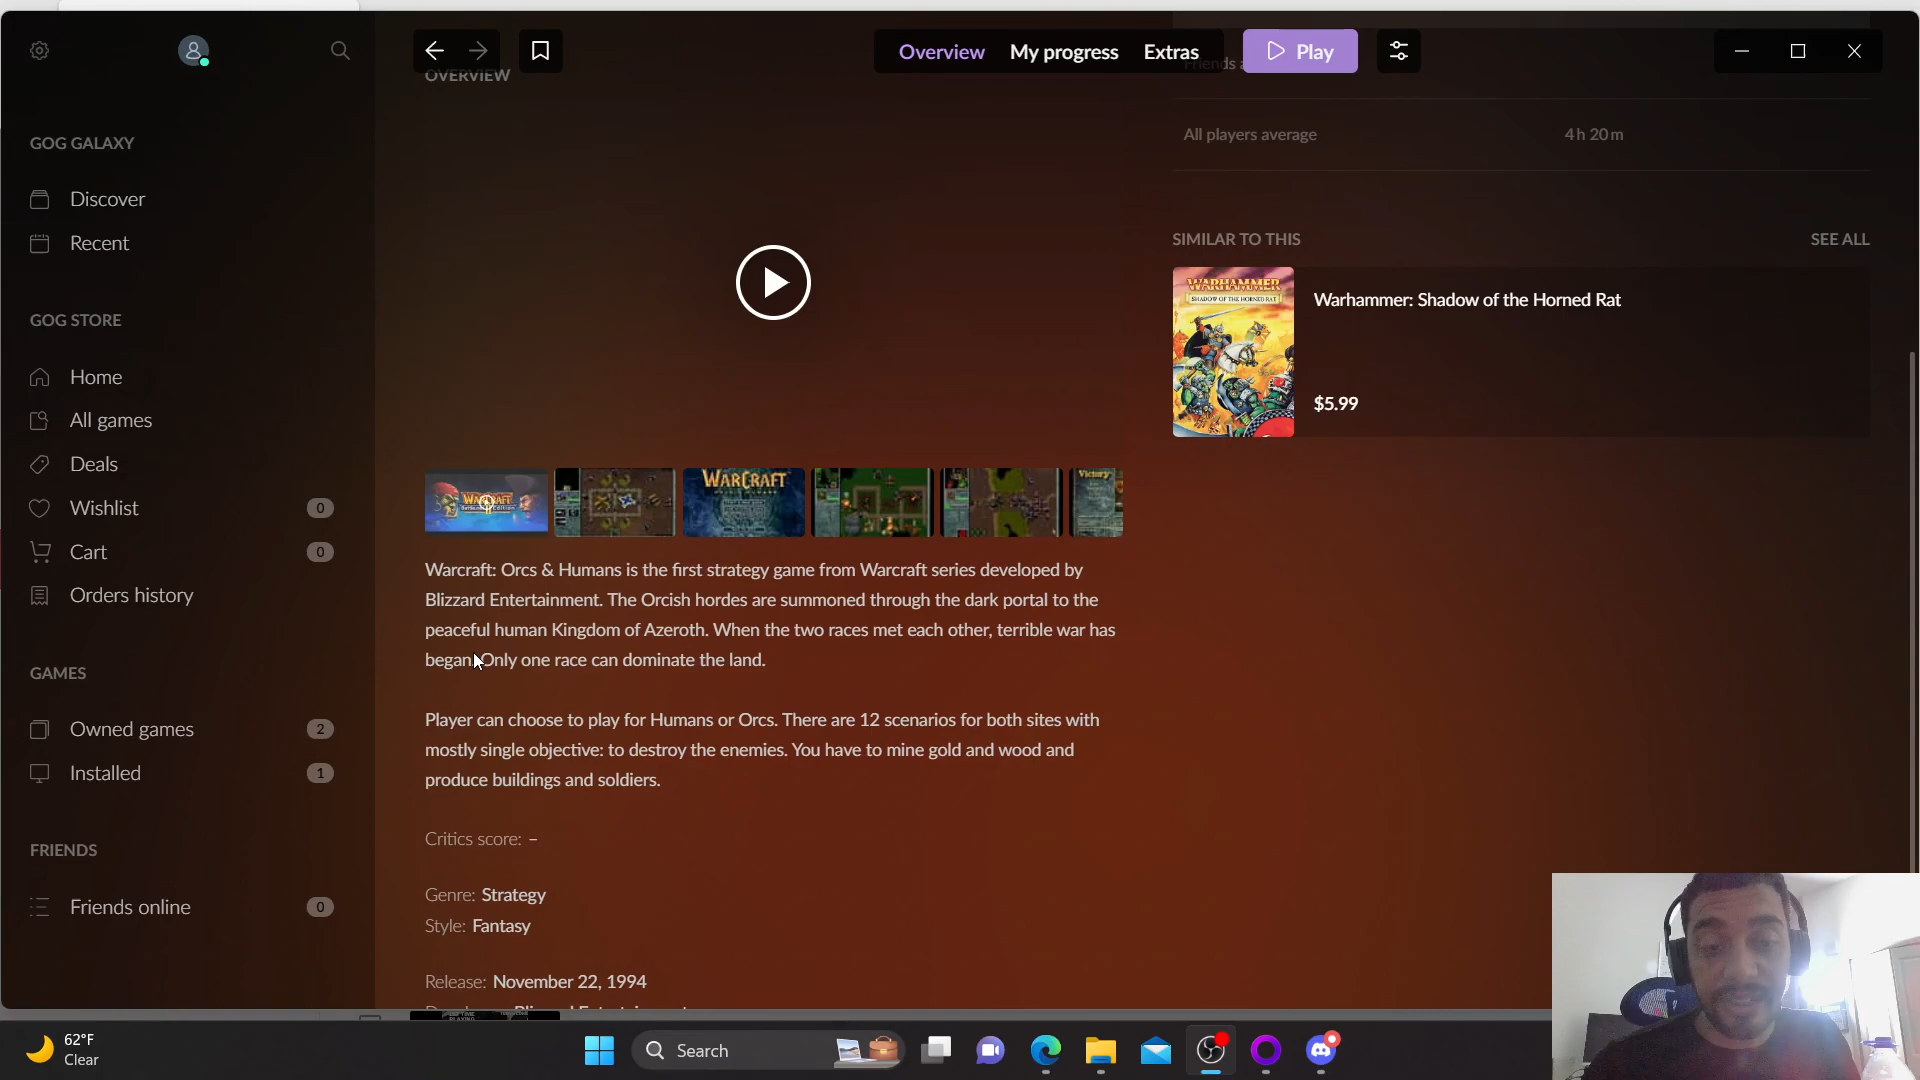 Overview My progress Extras Play
OVERVIEW
GOG GALAXY
Discover
Recent
GOG STORE
Home
All games
Deals
Wishlist 0
Cart 0
Orders history
GAMES
Owned games 2
Installed 1
FRIENDS
Friends online 0
WARCRAFT
Victory
Warcraft: Orcs & Humans is the first strategy game from Warcraft series developed by
Blizzard Entertainment. The Orcish hordes are summoned through the dark portal to the
peaceful human Kingdom of Azeroth. When the two races met each other, terrible war has
began. Only one race can dominate the land.
Player can choose to play for Humans or Orcs. There are 12 scenarios for both sites with
mostly single objective: to destroy the enemies. You have to mine gold and wood and
produce buildings and soldiers.
Critics score: –
Genre: Strategy
Style: Fantasy
Release: November 22, 1994
All players average 4 h 20 m
SIMILAR TO THIS SEE ALL
WARHAMMER
SHADOW OF THE HORNED RAT
Warhammer: Shadow of the Horned Rat
$5.99
62°F
Clear
Search